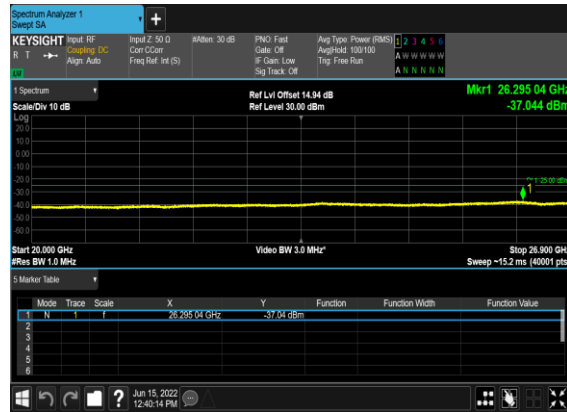 Spectrum Analyzer 1
Swept SA
+
KEYSIGHT Input: RF Input Z: 50 Ω #Atten: 30 dB PNO: Fast Avg Type: Power (RMS) 1 2 3 4 5 6
R T Coupling: DC Corr CCorr Gate: Off Avg|Hold: 100/100 A W W W W W
Align: Auto Freq Ref: Int (S) IF Gain: Low Trig: Free Run
Sig Track: Off A N N N N N
1 Spectrum
Ref Lvl Offset 14.94 dB Mkr1 26.295 04 GHz
Scale/Div 10 dB Ref Level 30.00 dBm -37.044 dBm
Log
20.0
10.0
0.00
-10.0
-20.0
-25.00 dBm
1
-30.0
-40.0
-50.0
-60.0
Start 20.000 GHz Video BW 3.0 MHz* Stop 26.900 GHz
#Res BW 1.0 MHz Sweep ~15.2 ms (40001 pts)
5 Marker Table
Mode Trace Scale X Y Function Function Width Function Value
1 N 1 f 26.295 04 GHz -37.04 dBm
2
3
4
5
6
? Jun 15, 2022
12:40:14 PM